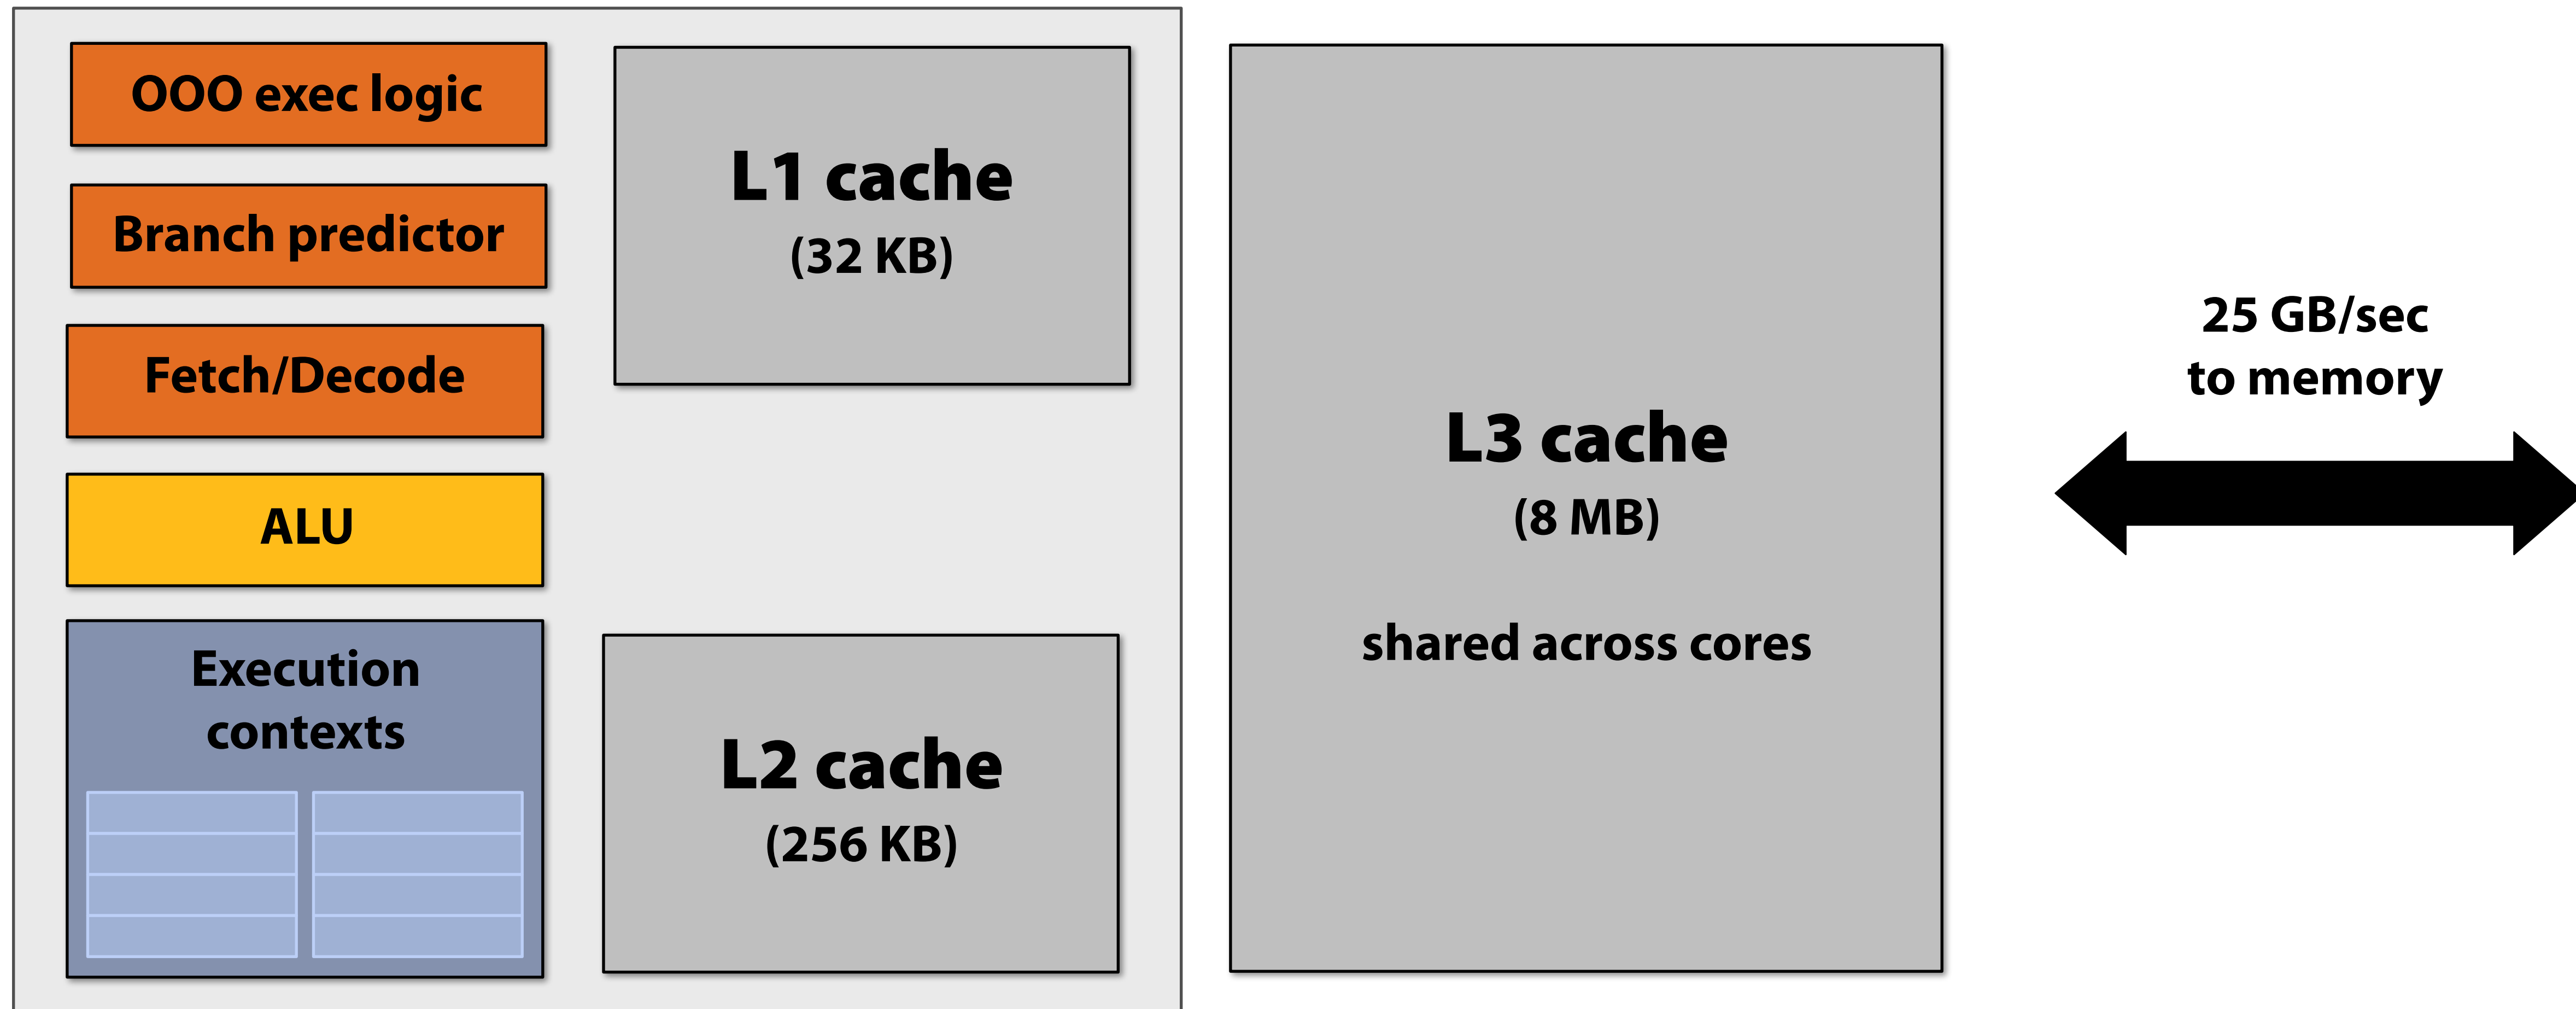 OOO exec logic
Branch predictor
Fetch/Decode
ALU
Execution
contexts
L1 cache
(32 KB)
L2 cache
(256 KB)
L3 cache
(8 MB)
shared across cores
25 GB/sec
to memory